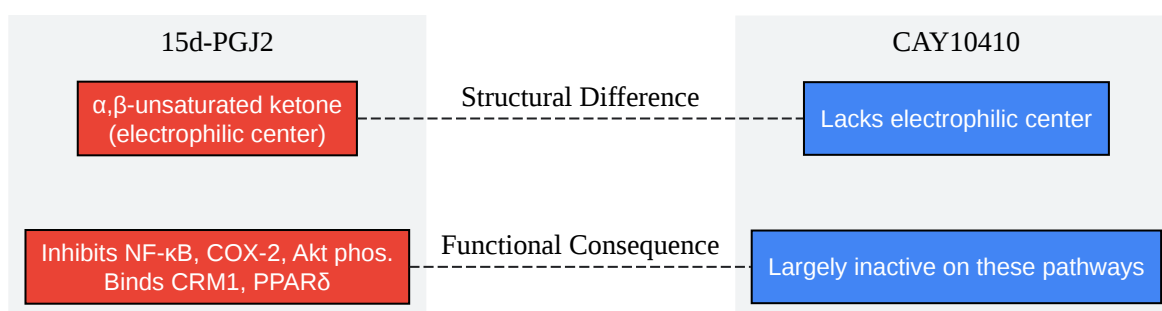 15d-PGJ2
CAY10410
α,β-unsaturated ketone
(electrophilic center)
Structural Difference
Lacks electrophilic center
Inhibits NF-κB, COX-2, Akt phos.
Binds CRM1, PPARδ
Functional Consequence
Largely inactive on these pathways